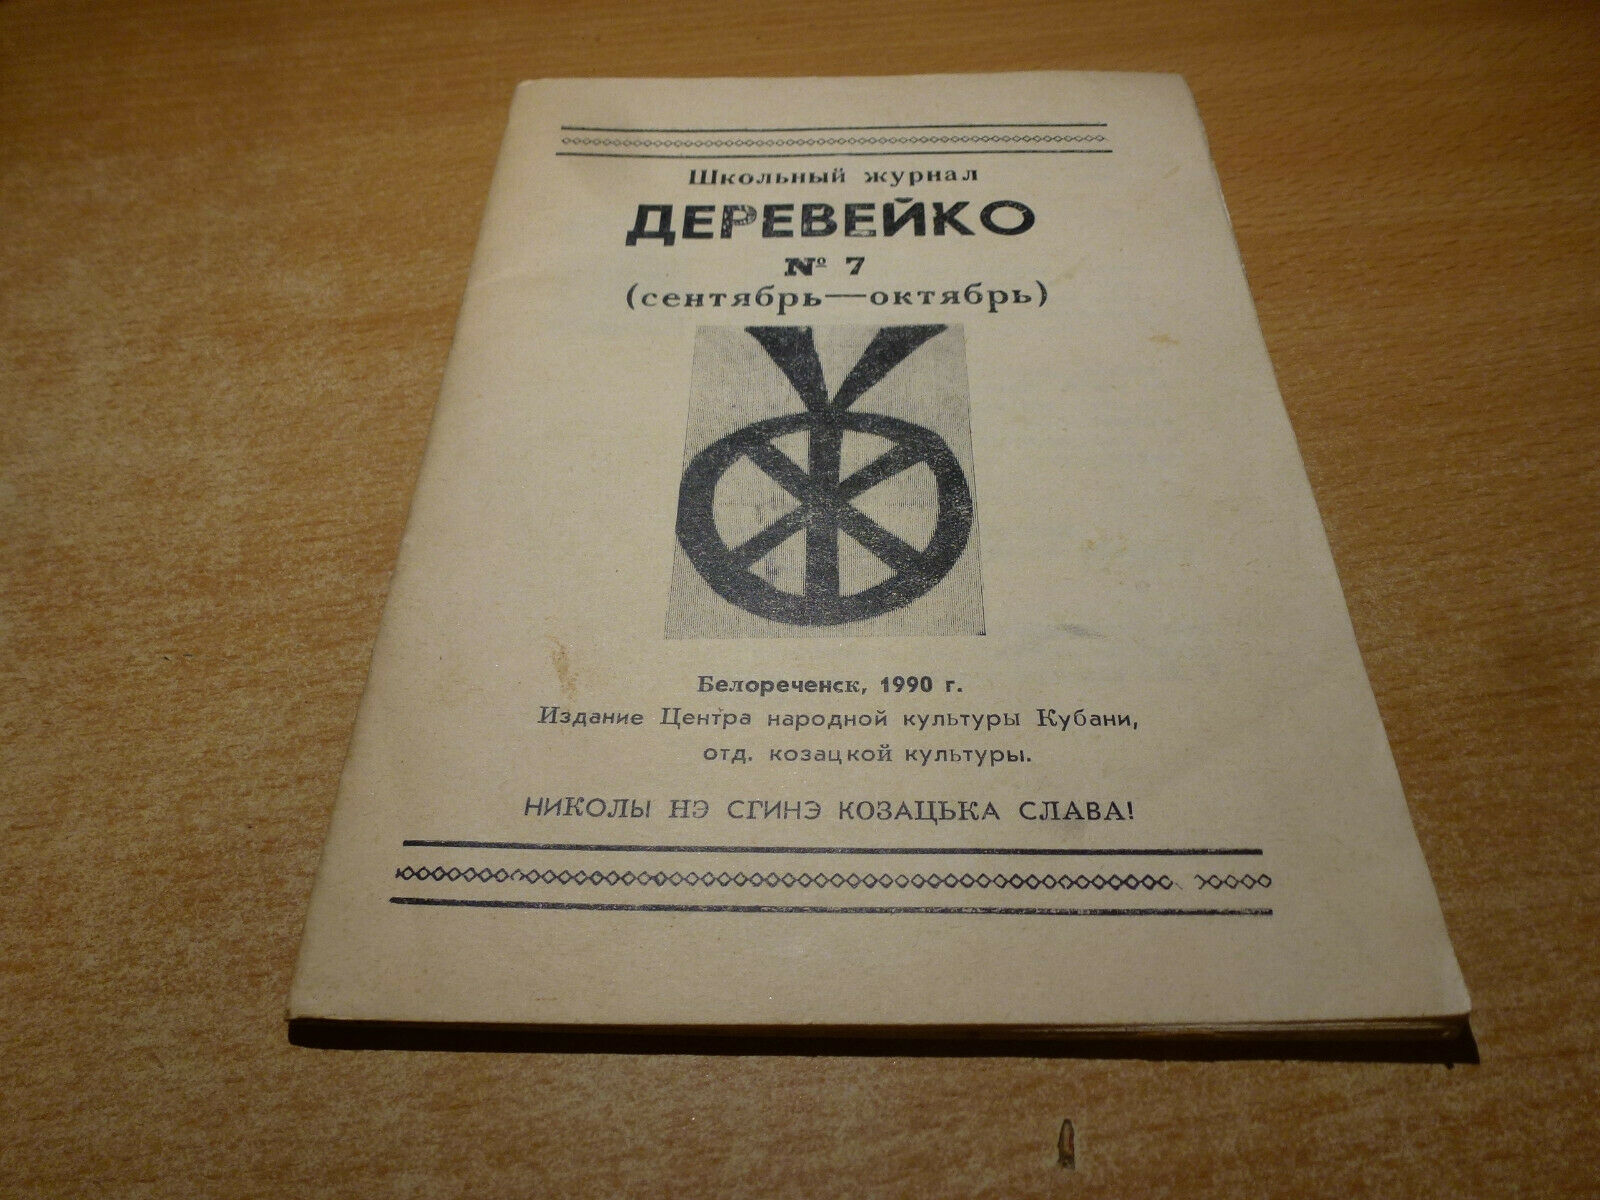 Школьный журнал
ДЕРЕВЕЙКО
№ 7
(сентябрь—октябрь)
Белореченск, 1990 г.
Издание Центра народной культуры Кубани,
отд. козацкой культуры.
НИКОЛЫ НЭ СГИНЭ КОЗАЦЬКА СЛАВА!